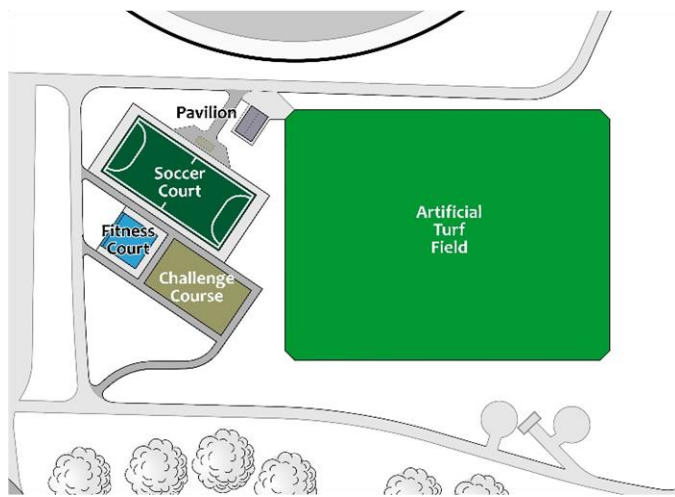 Pavilion
Soccer
Court
Fitness
Court
Challenge
Course
Artificial
Turf
Field